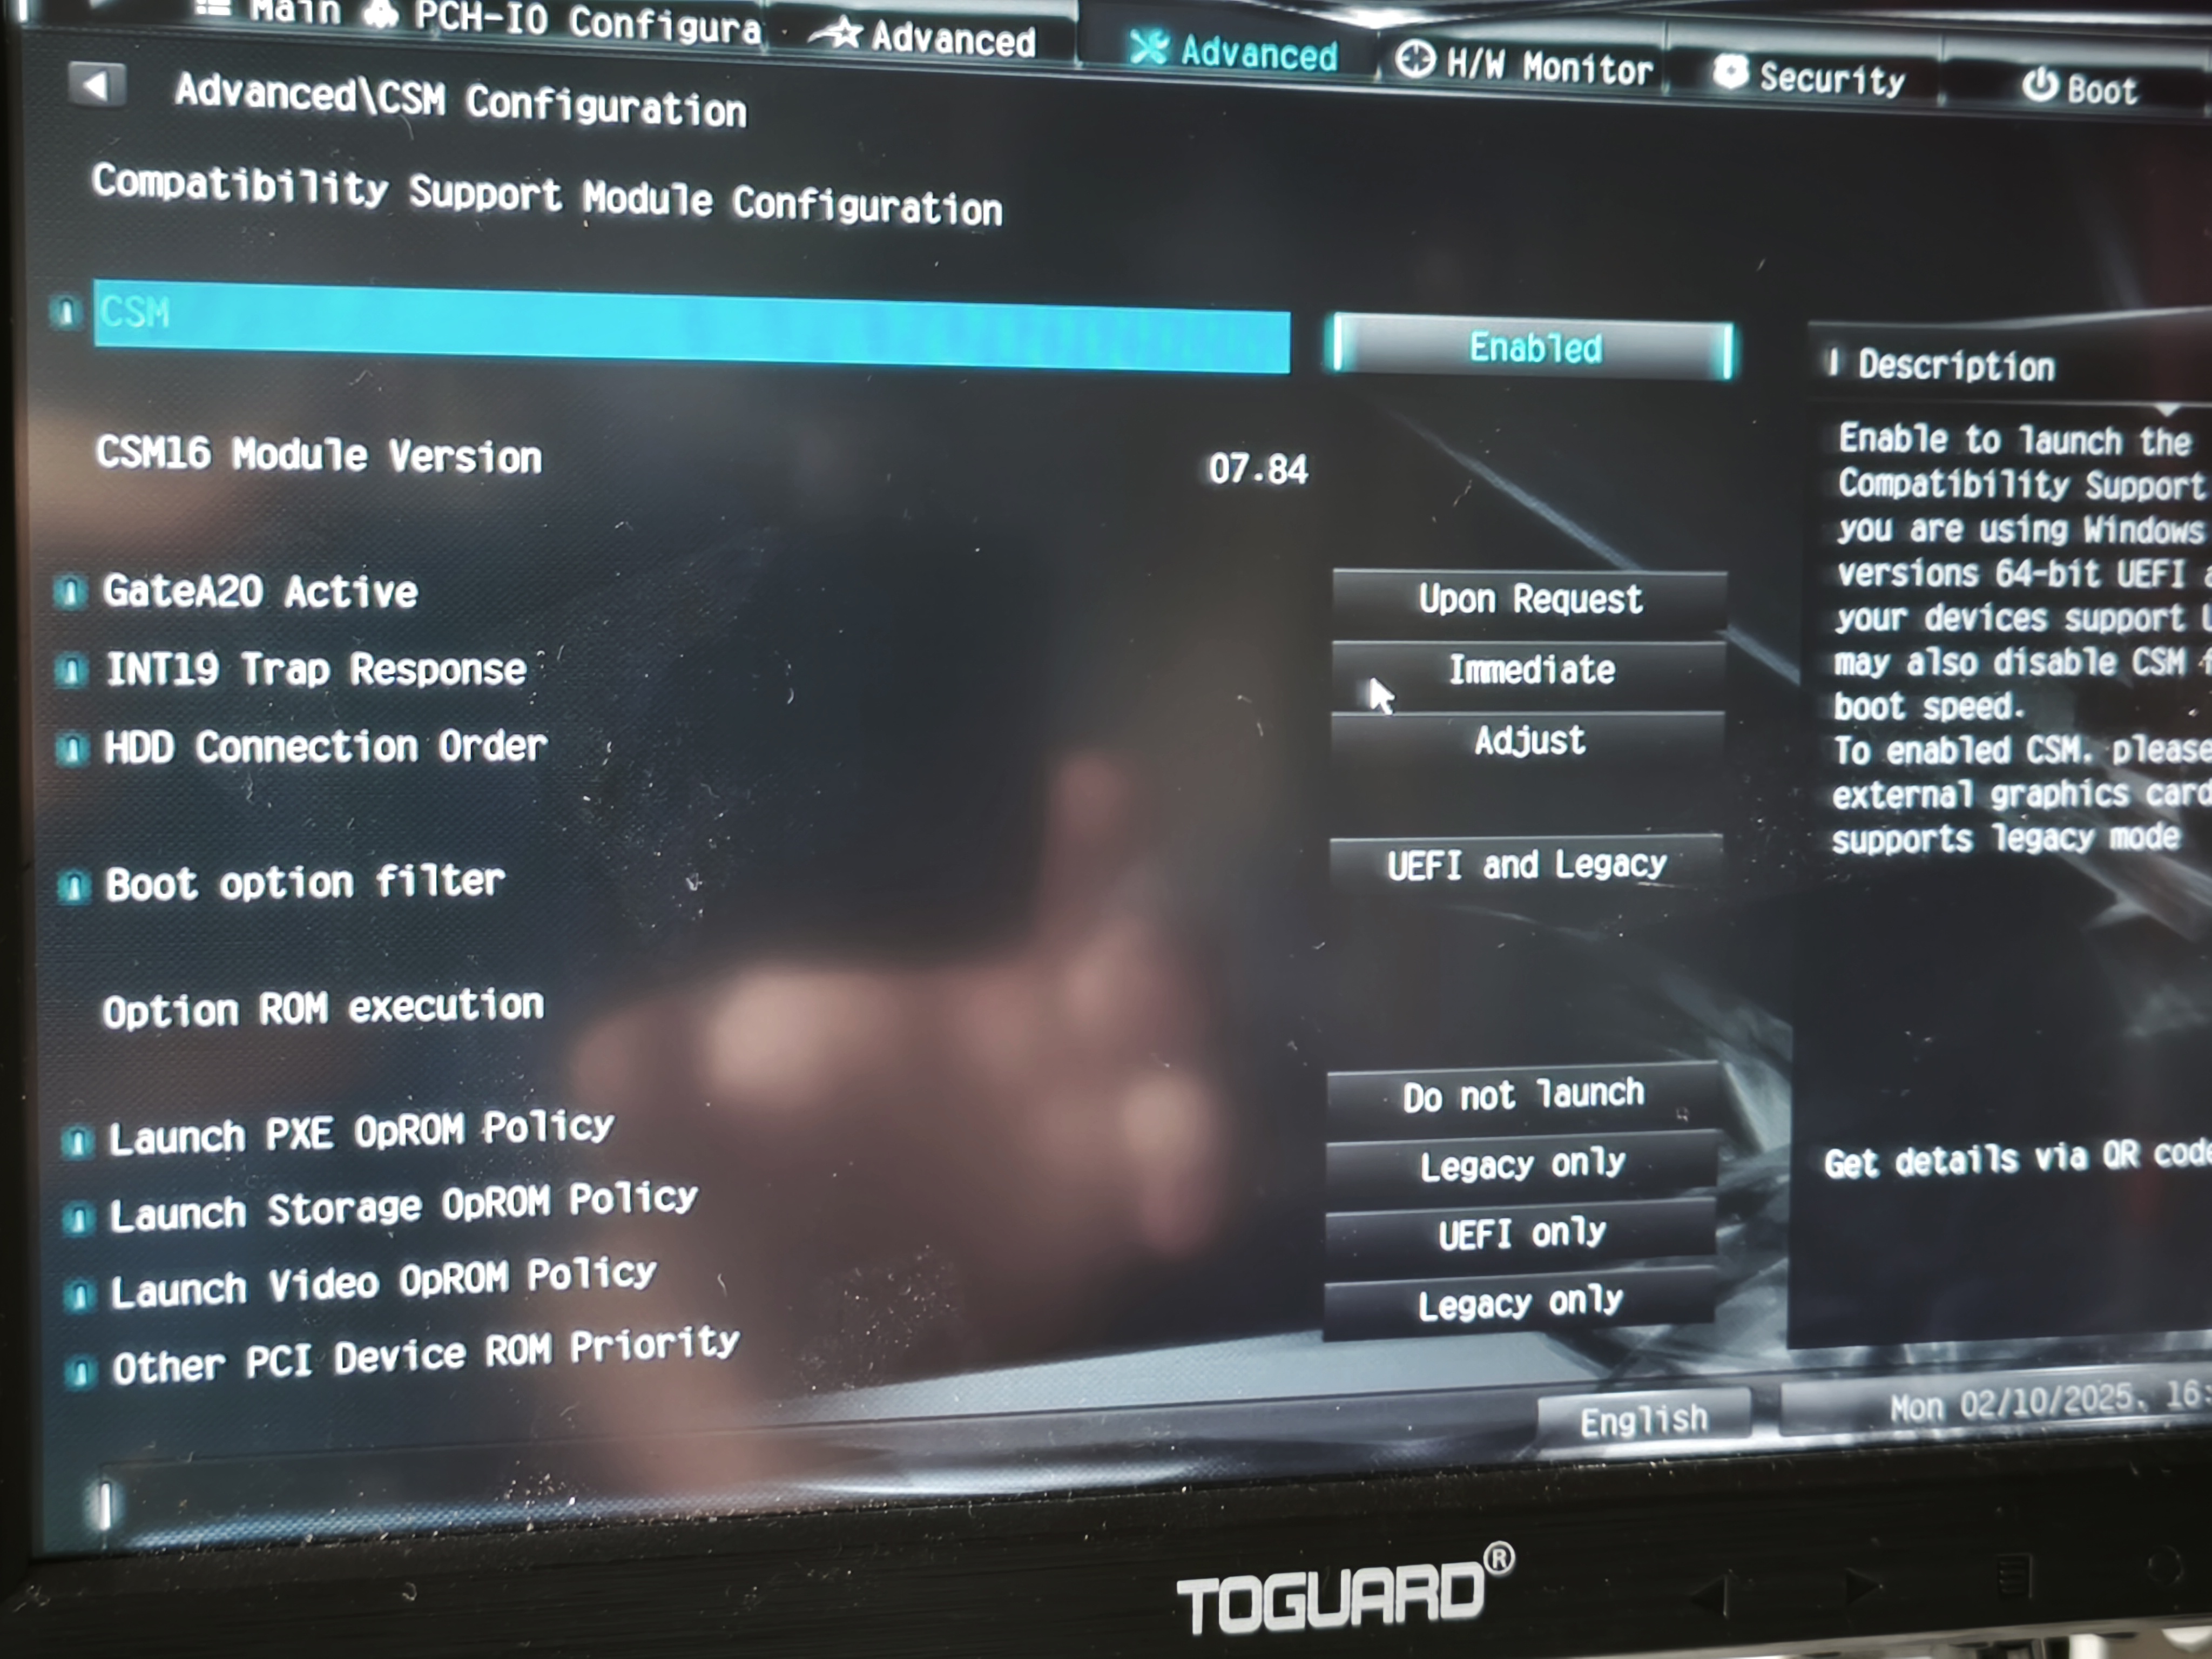 Main
PCH-IO Configura
Advanced
Advanced
H/W Monitor
Security
Boot
Advanced\CSM Configuration
Compatibility Support Module Configuration
CSM
Enabled
CSM16 Module Version
07.84
GateA20 Active
Upon Request
INT19 Trap Response
Immediate
HDD Connection Order
Adjust
Boot option filter
UEFI and Legacy
Option ROM execution
Launch PXE OpROM Policy
Do not launch
Launch Storage OpROM Policy
Legacy only
Launch Video OpROM Policy
UEFI only
Other PCI Device ROM Priority
Legacy only
Description
Enable to launch the
Compatibility Support
you are using Windows
versions 64-bit UEFI
your devices support
may also disable CSM
boot speed.
To enabled CSM. please
external graphics card
supports legacy mode
Get details via QR code
English
Mon 02/10/2025, 16:
TOGUARD®